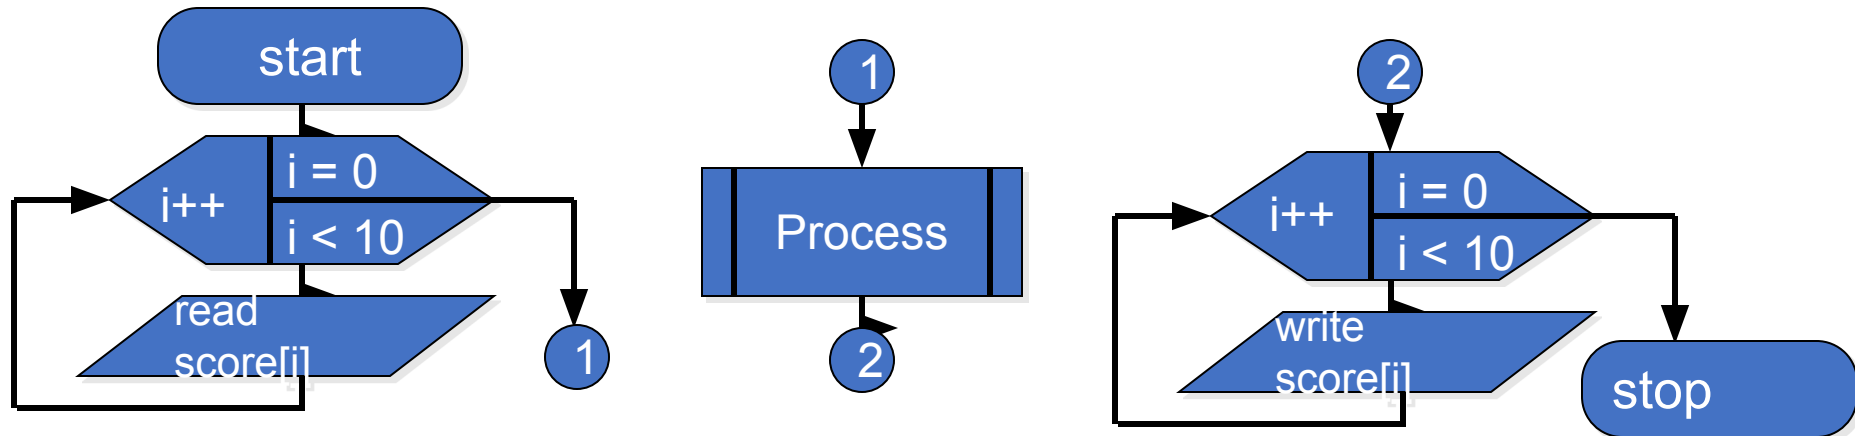 start
i++
i = 0
i < 10
read
score[i]
1
1
Process
2
2
i++
i = 0
i < 10
write
score[i]
stop